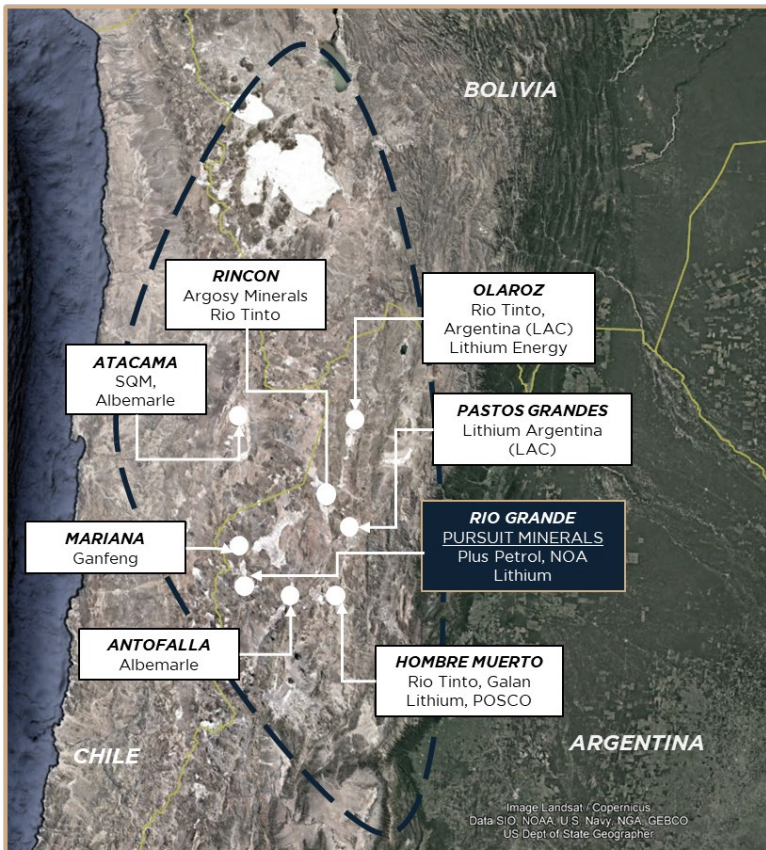 BOLIVIA
RINCON
Argosy Minerals
Rio Tinto
OLAROZ
Rio Tinto,
Argentina (LAC)
Lithium Energy
ATACAMA
SQM,
Albemarle
PASTOS GRANDES
Lithium Argentina
(LAC)
RIO GRANDE
PURSUIT MINERALS
Plus Petrol, NOA
Lithium
MARIANA
Ganfeng
ANTOFALLA
Albemarle
HOMBRE MUERTO
Rio Tinto, Galan
Lithium, POSCO
CHILE
ARGENTINA
Image Landsat / Copernicus
Data SIO, NOAA, U.S. Navy, NGA, GEBCO
US Dept of State Geographer